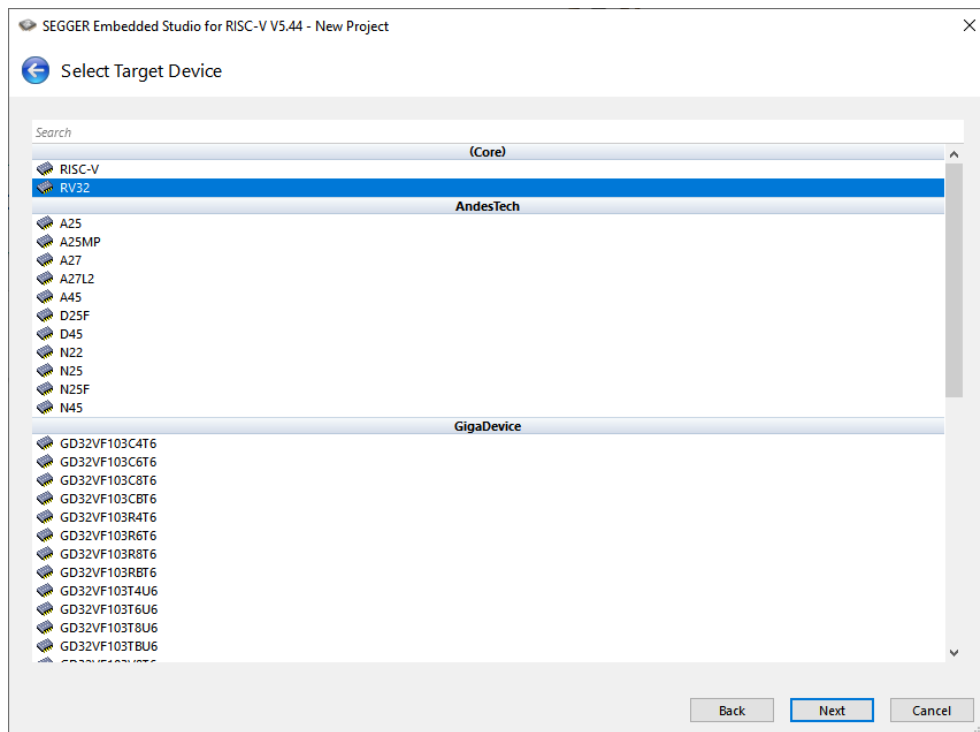 SEGGER Embedded Studio for RISC-V V5.44 - New Project
Select Target Device
Search
(Core)
RISC-V
RV32
AndesTech
A25
A25MP
A27
A27L2
A45
D25F
D45
N22
N25
N25F
N45
GigaDevice
GD32VF103C4T6
GD32VF103C6T6
GD32VF103C8T6
GD32VF103CBT6
GD32VF103R4T6
GD32VF103R6T6
GD32VF103R8T6
GD32VF103RBT6
GD32VF103T4U6
GD32VF103T6U6
GD32VF103T8U6
GD32VF103TBU6
Back Next Cancel